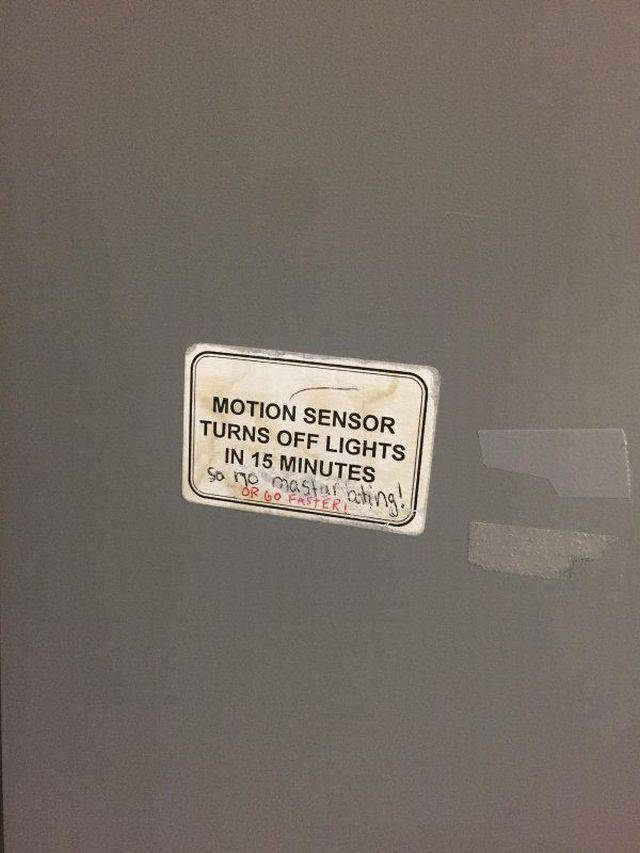 MOTION SENSOR
TURNS OFF LIGHTS
IN 15 MINUTES
so no masturbating!
OR GO FASTER!